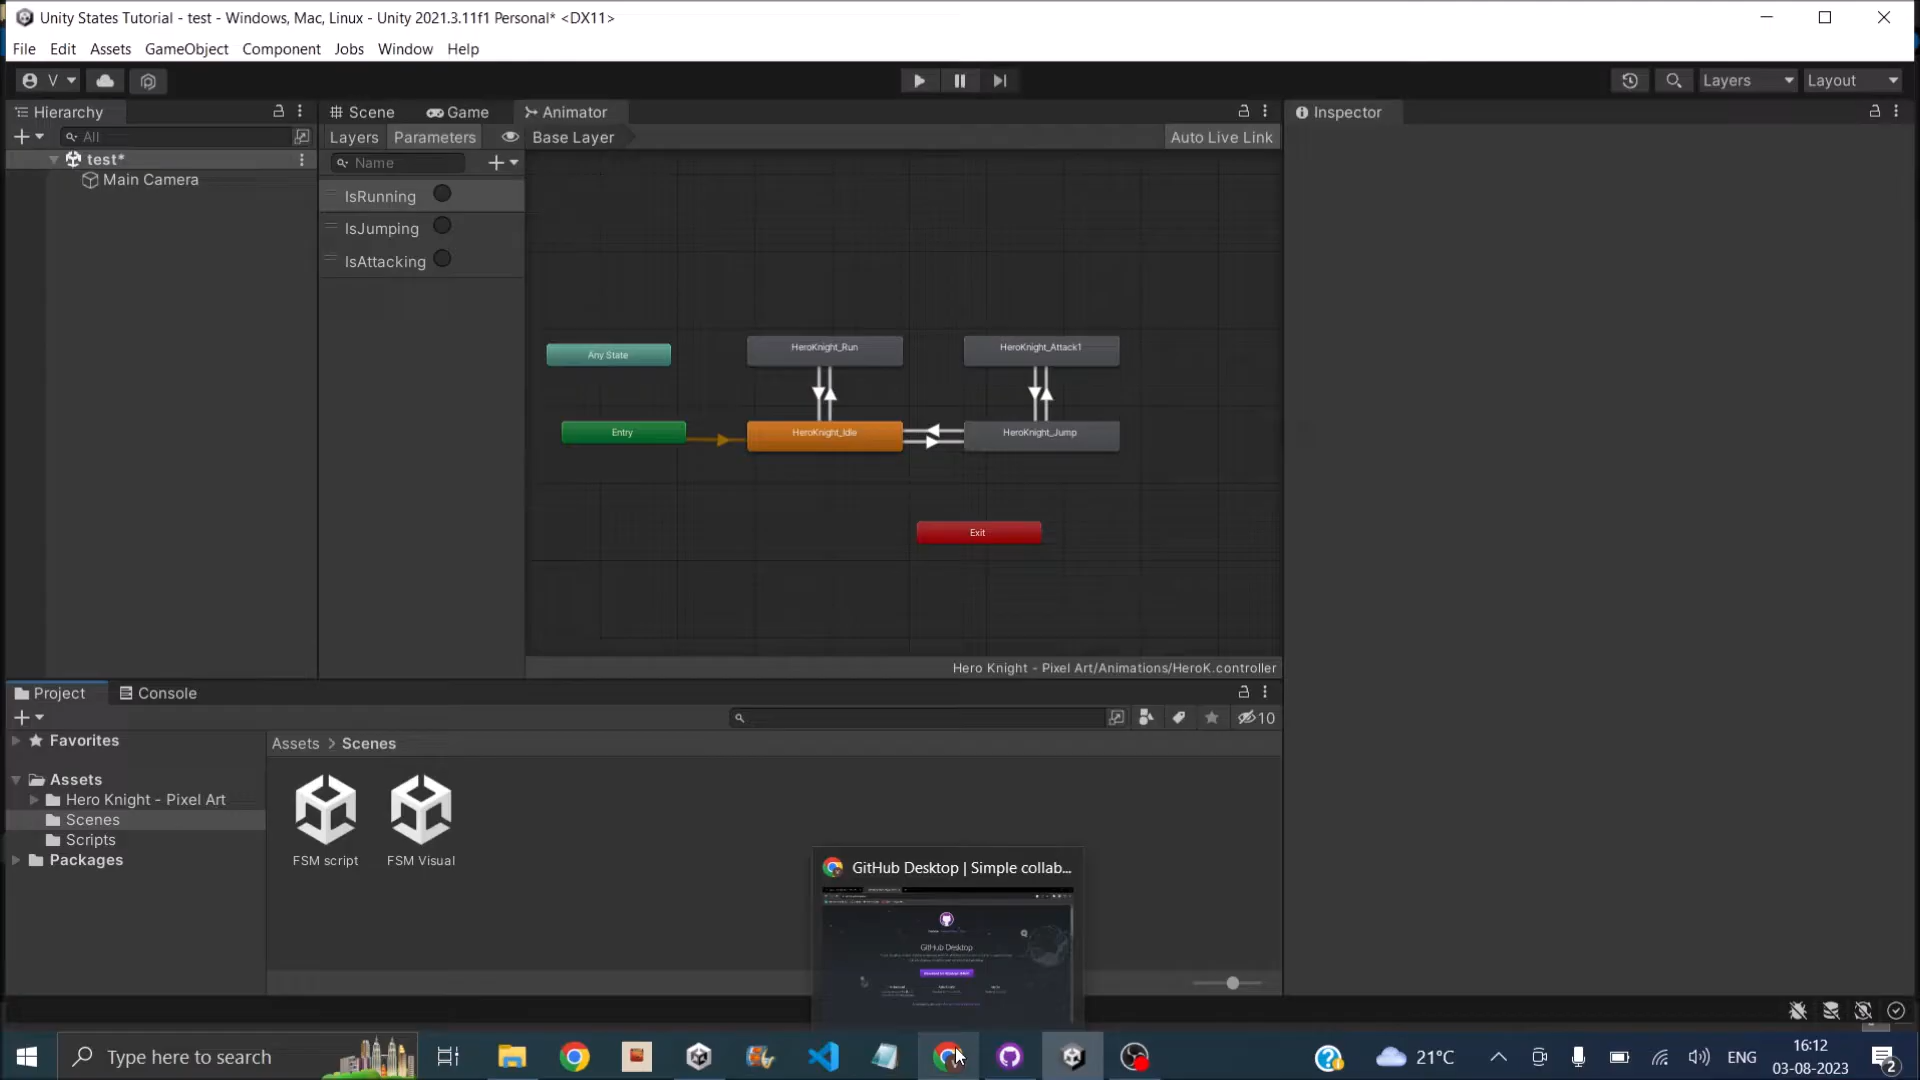 Unity States Tutorial - test - Windows, Mac, Linux - Unity 2021.3.11f1 Personal* <DX11>
File Edit Assets GameObject Component Jobs Window Help
V Layers Layout
Hierarchy Scene Game Animator Inspector
All Layers Parameters Base Layer Auto Live Link
test* Name
Main Camera
IsRunning
IsJumping
IsAttacking
HeroKnight_Run HeroKnight_Attack1
Any State
Entry HeroKnight_Idle HeroKnight_Jump
Exit
Hero Knight - Pixel Art/Animations/HeroK.controller
Project Console
10
Favorites Assets > Scenes
Assets
Hero Knight - Pixel Art
Scenes
Scripts
Packages
FSM script FSM Visual
GitHub Desktop | Simple collab...
GitHub Desktop
Type here to search 21°C ENG 16:12
03-08-2023 2